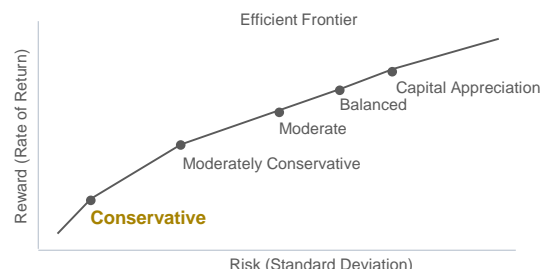 Efficient Frontier
Reward (Rate of Return)
Capital Appreciation
Balanced
Moderate
Moderately Conservative
Conservative
Risk (Standard Deviation)